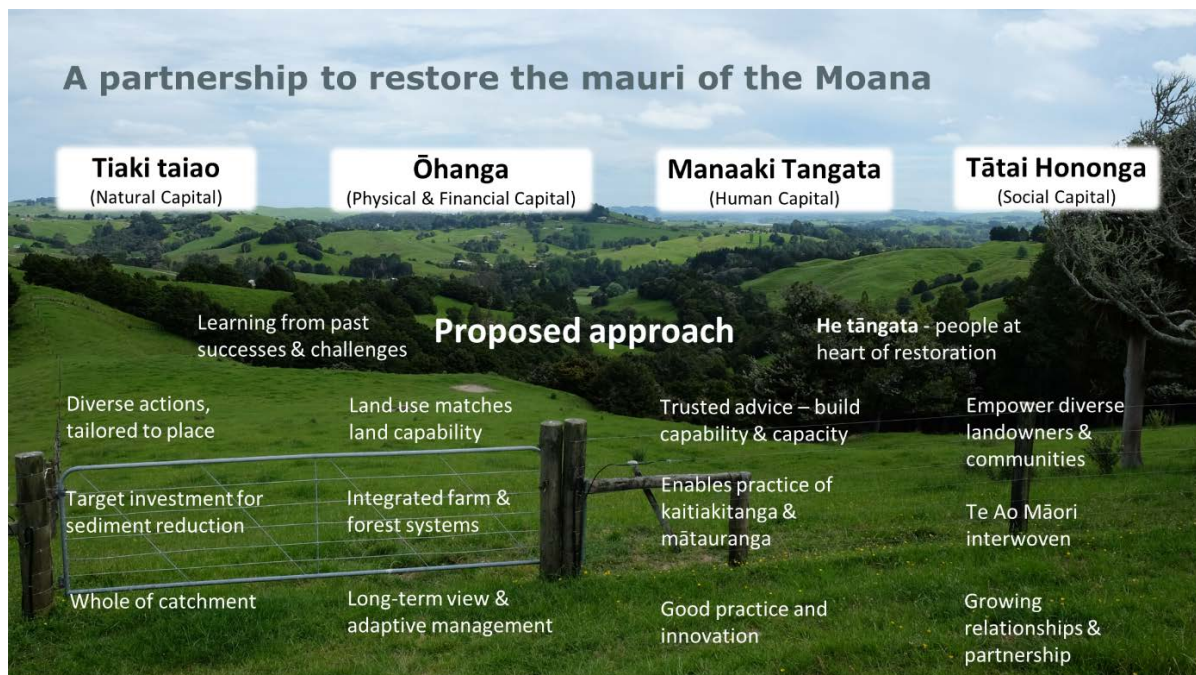 A partnership to restore the mauri of the Moana
Tiaki taiao
(Natural Capital)
Ōhanga
(Physical & Financial Capital)
Manaaki Tangata
(Human Capital)
Tātai Hononga
(Social Capital)
Learning from past
successes & challenges
Proposed approach
He tāngata - people at
heart of restoration
Diverse actions,
tailored to place
Land use matches
land capability
Trusted advice – build
capability & capacity
Empower diverse
landowners &
communities
Target investment for
sediment reduction
Integrated farm &
forest systems
Enables practice of
kaitiakitanga &
mātauranga
Te Ao Māori
interwoven
Whole of catchment
Long-term view &
adaptive management
Good practice and
innovation
Growing
relationships &
partnership